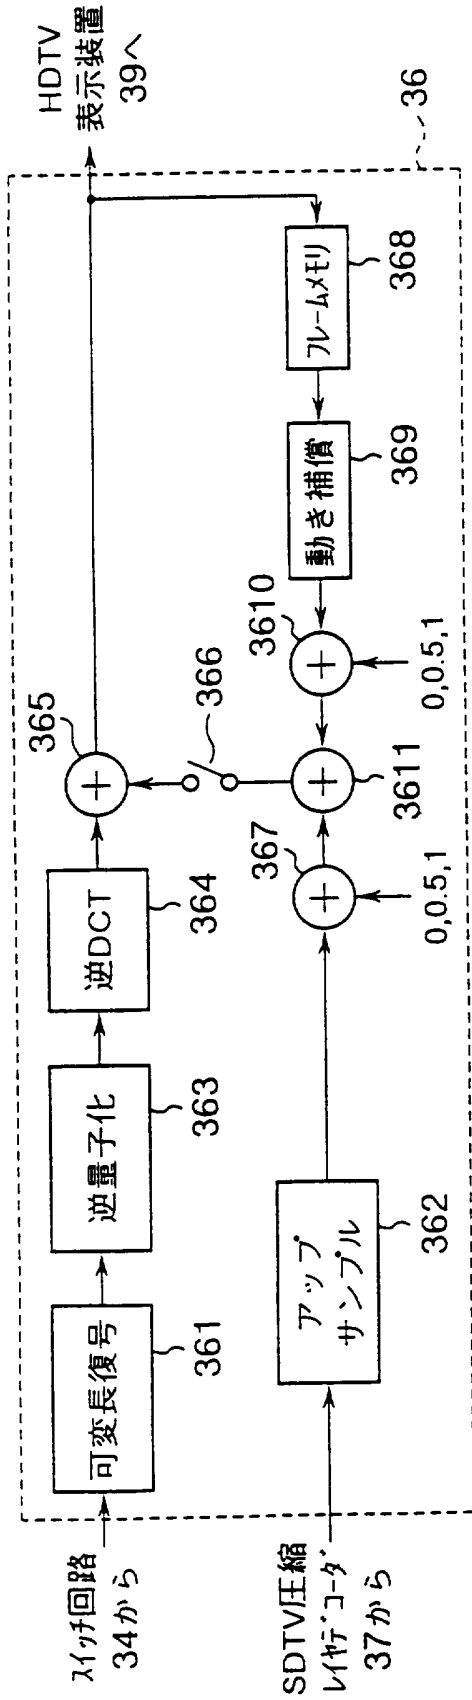 スイッチ回路
34から
可変長復号
361
逆量子化
363
逆DCT
364
365
HDTV
表示装置
39へ
36
366
SDTV圧縮
レイヤデコーダ
37から
アップ
サンプル
362
367
0,0.5,1
3611
3610
0,0.5,1
動き補償
369
フレームメモリ
368